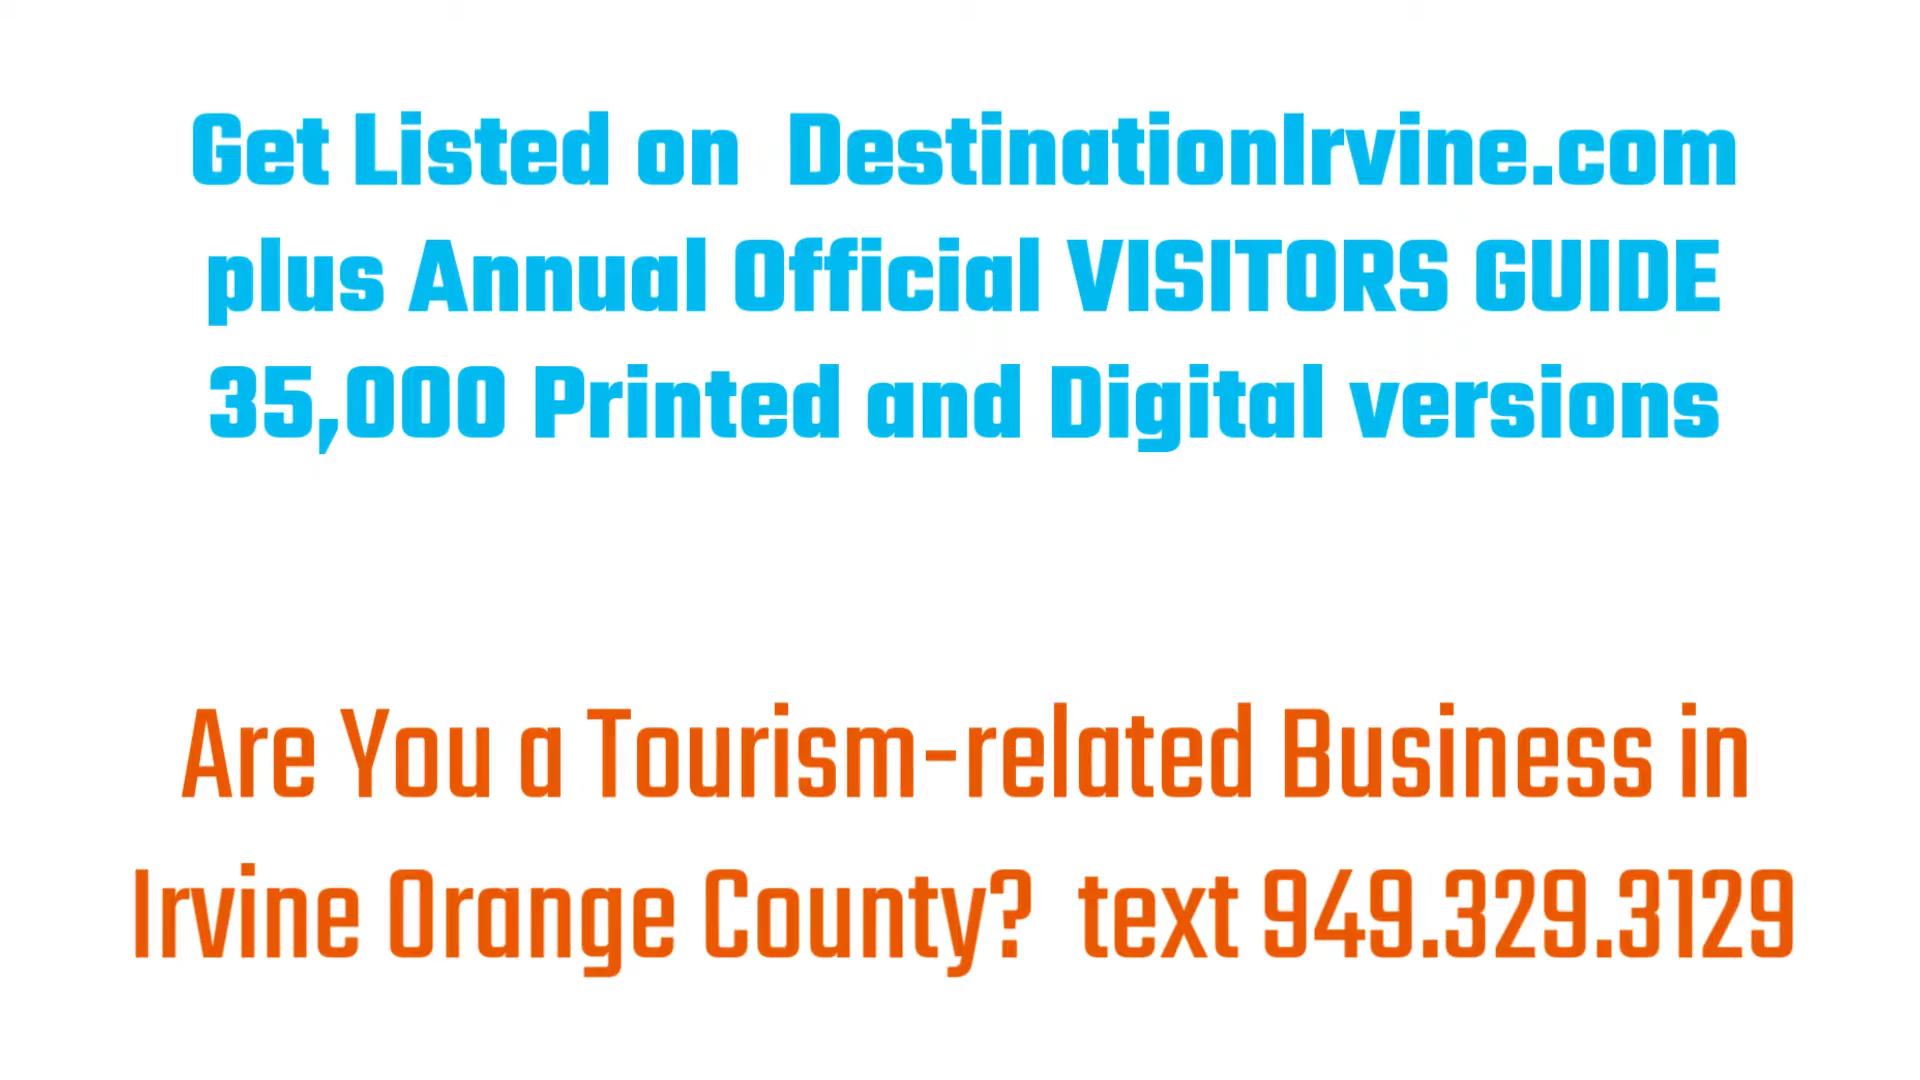 Get Listed on  DestinationIrvine.com
plus Annual Official VISITORS GUIDE
35,000 Printed and Digital versions
Are You a Tourism-related Business in
Irvine Orange County?  text 949.329.3129